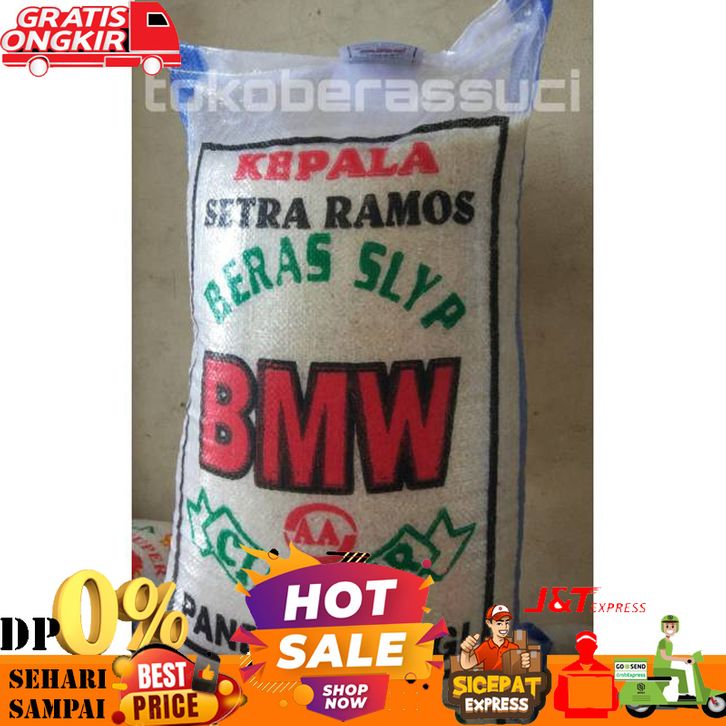 GRATIS
ONGKIR
tokoberassuci
KEPALA
SETRA RAMOS
BERAS SLYP
BMW
AA
HOT
SALE
SHOP
NOW
DP 0%
SEHARI
SAMPAI
BEST
PRICE
SICEPAT
EXPRESS
J&T EXPRESS
GO SEND
GrabExpress